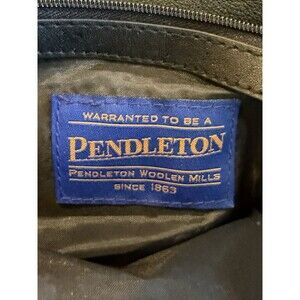 WARRANTED TO BE A
PENDLETON
PENDLETON WOOLEN MILLS
SINCE 1863